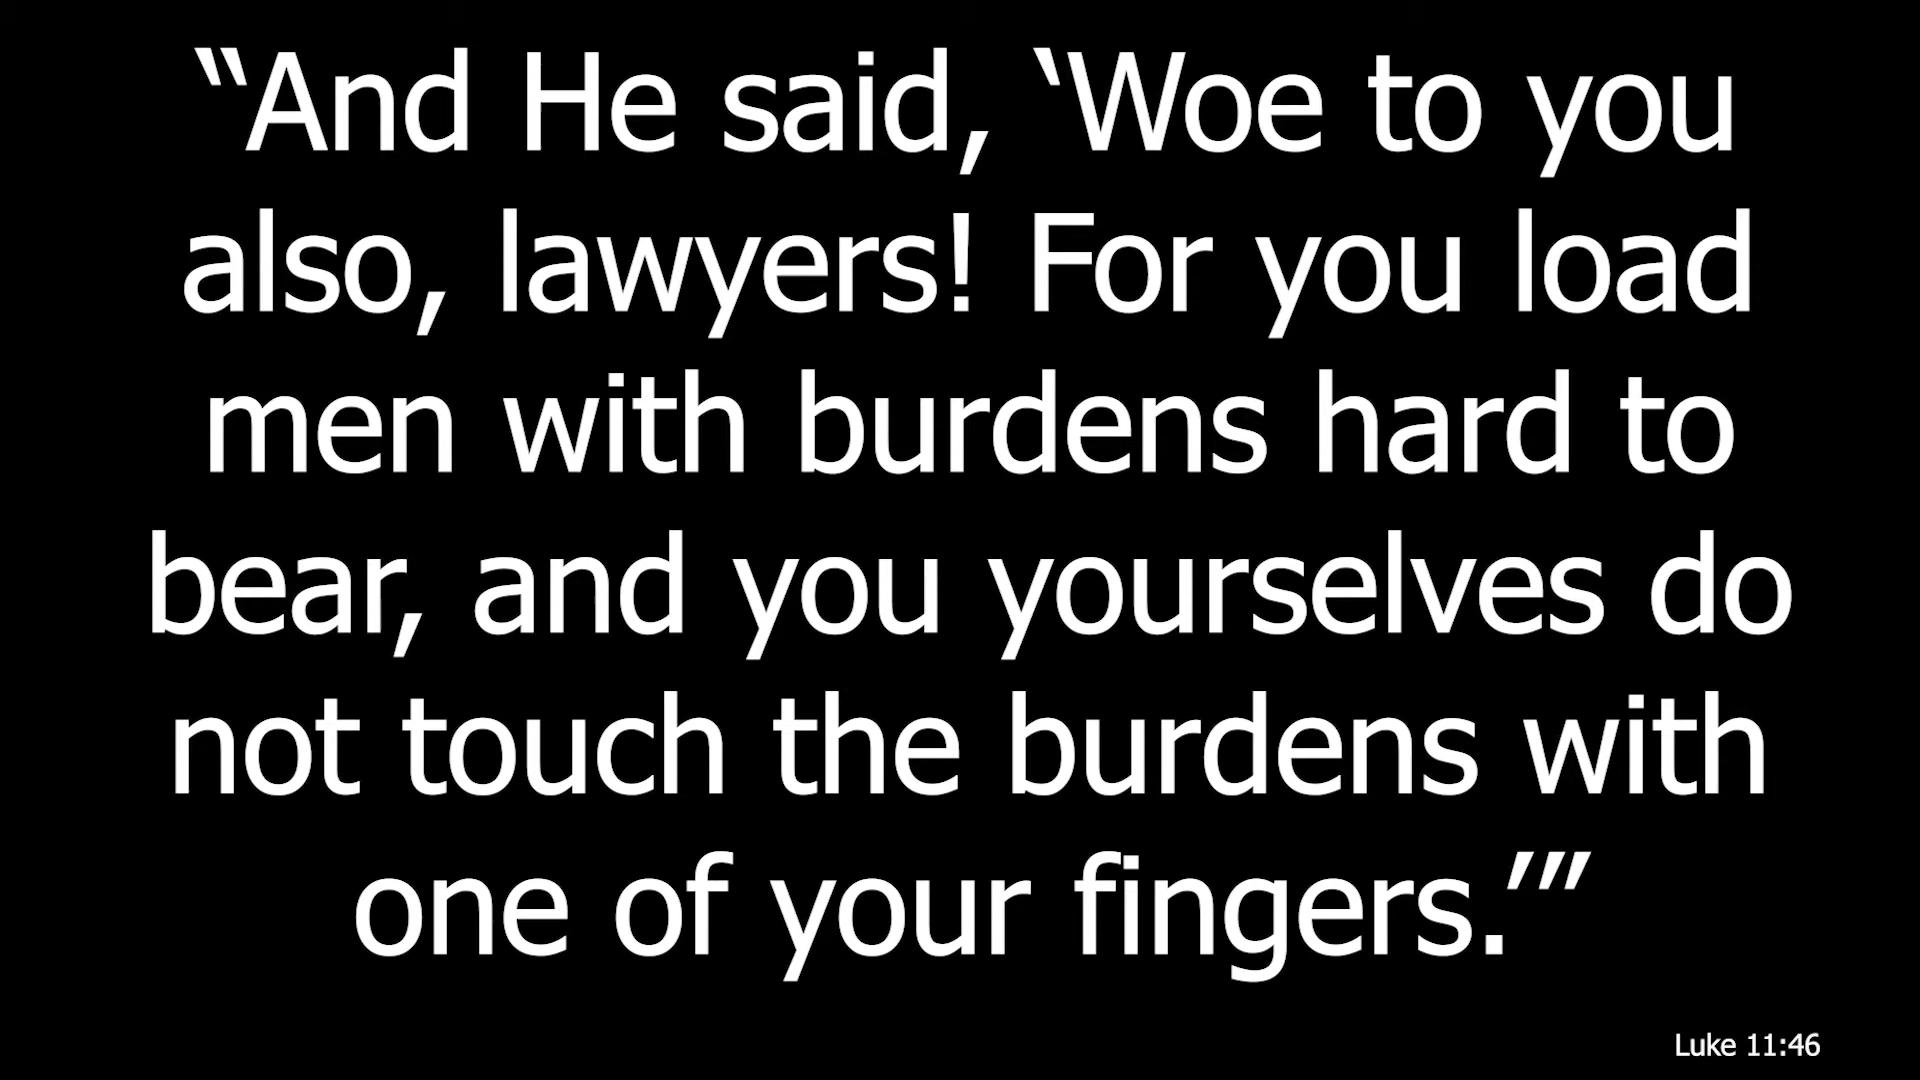 “And He said, ‘Woe to you
also, lawyers! For you load
men with burdens hard to
bear, and you yourselves do
not touch the burdens with
one of your fingers.’”
Luke 11:46